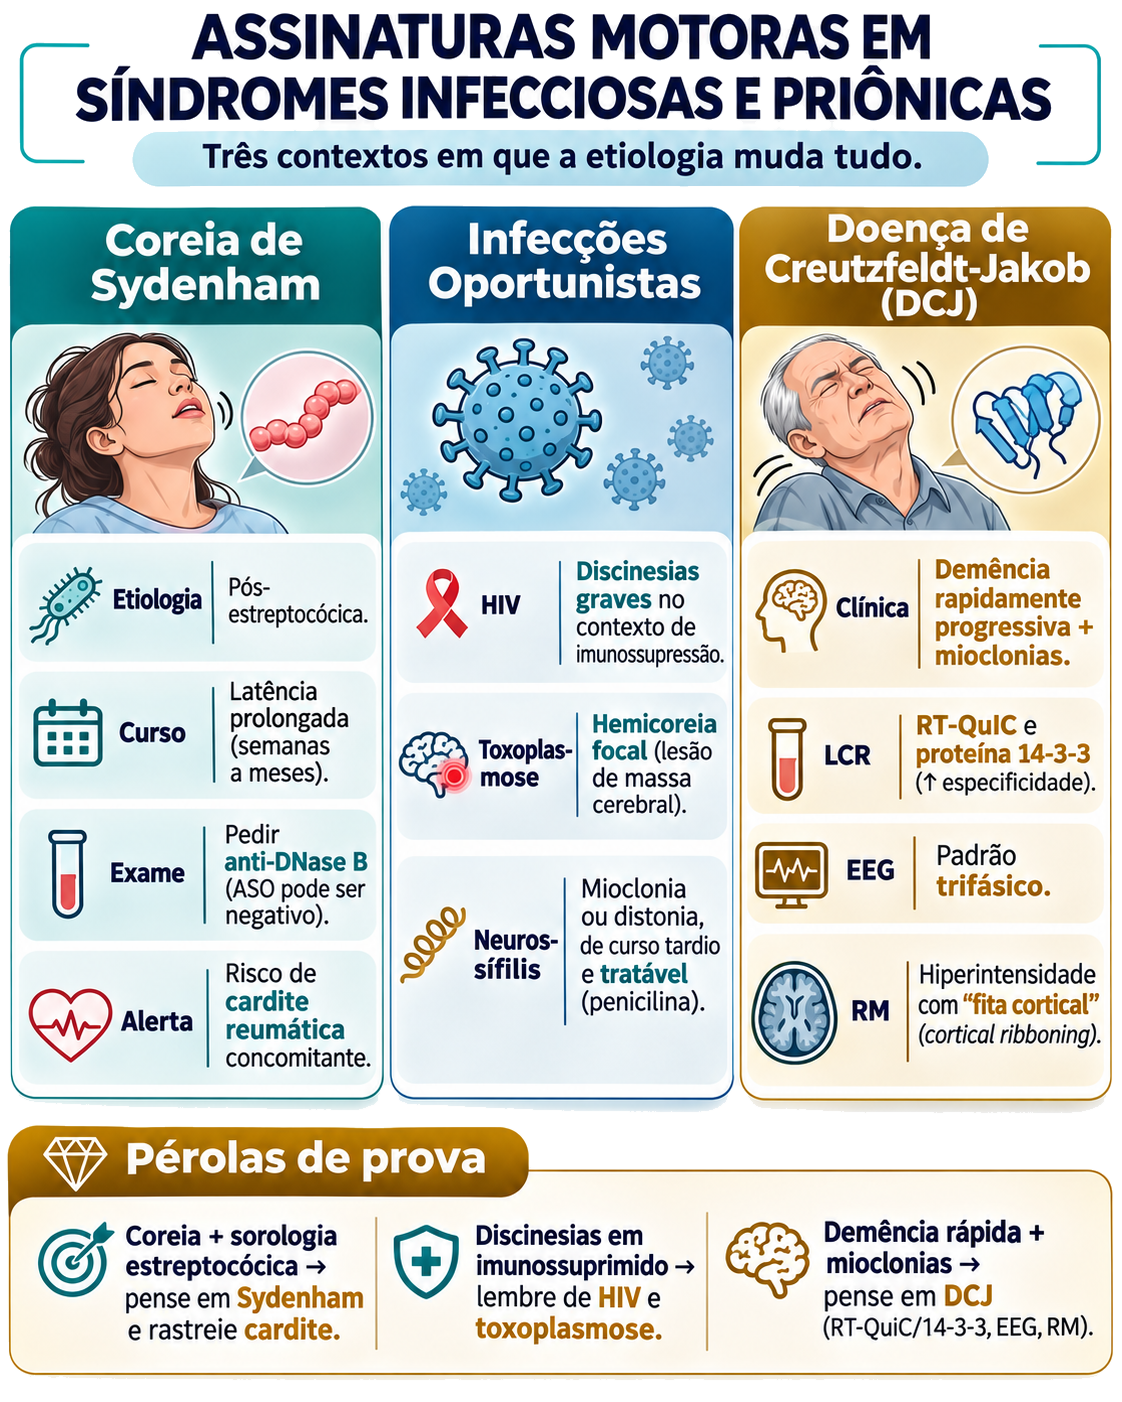 ASSINATURAS MOTORAS EM
SÍNDROMES INFECCIOSAS E PRIÔNICAS
Três contextos em que a etiologia muda tudo.
Coreia de
Sydenham
Etiologia
Pós-
estreptocócica.
Curso
Latência
prolongada
(semanas
a meses).
Exame
Pedir
anti-DNase B
(ASO pode ser
negativo).
Alerta
Risco de
cardite
reumática
concomitante.
Infecções
Oportunistas
HIV
Discinesias
graves no
contexto de
imunossupressão.
Toxoplas-
mose
Hemicoreia
focal (lesão
de massa
cerebral).
Neuros-
sífilis
Mioclonia
ou distonia,
de curso tardio
e tratável
(penicilina).
Doença de
Creutzfeldt-Jakob
(DCJ)
Clínica
Demência
rapidamente
progressiva +
mioclonias.
LCR
RT-QuIC e
proteína 14-3-3
(↑ especificidade).
EEG
Padrão
trifásico.
RM
Hiperintensidade
com “fita cortical”
(cortical ribboning).
Pérolas de prova
Coreia + sorologia
estreptocócica →
pense em Sydenham
e rastreie cardite.
Discinesias em
imunossuprimido →
lembre de HIV e
toxoplasmose.
Demência rápida +
mioclonias →
pense em DCJ
(RT-QuiC/14-3-3, EEG, RM).